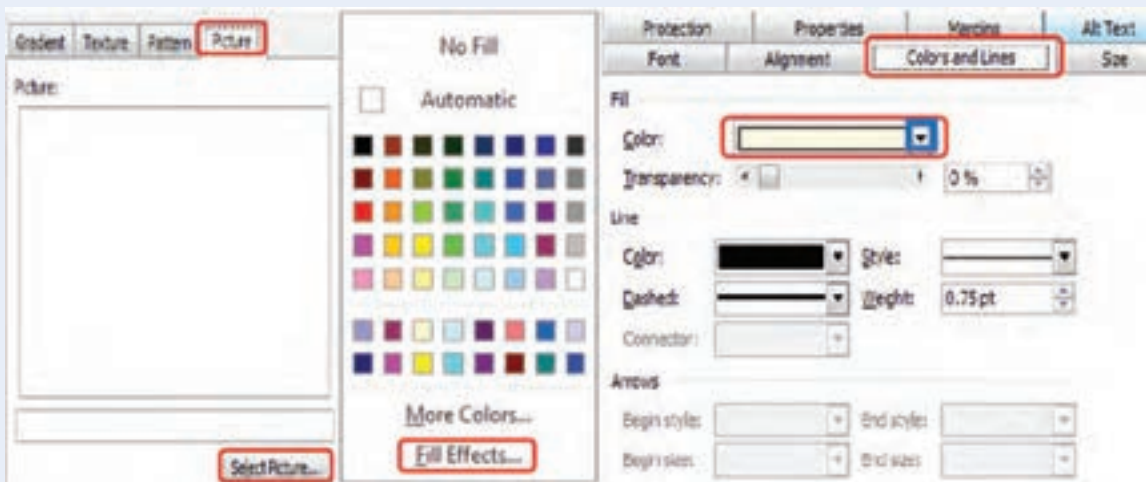 Gradient Texture Pattern Picture
Picture:
Select Picture...
No Fill
Automatic
More Colors...
Fill Effects...
Protection Properties Margins Alt Text
Font Alignment Colors and Lines Size
Fill
Color:
Transparency: 0 %
Line
Color: Style:
Dashed: Weight: 0.75 pt
Connector:
Arrows
Begin style: End style:
Begin size: End size: